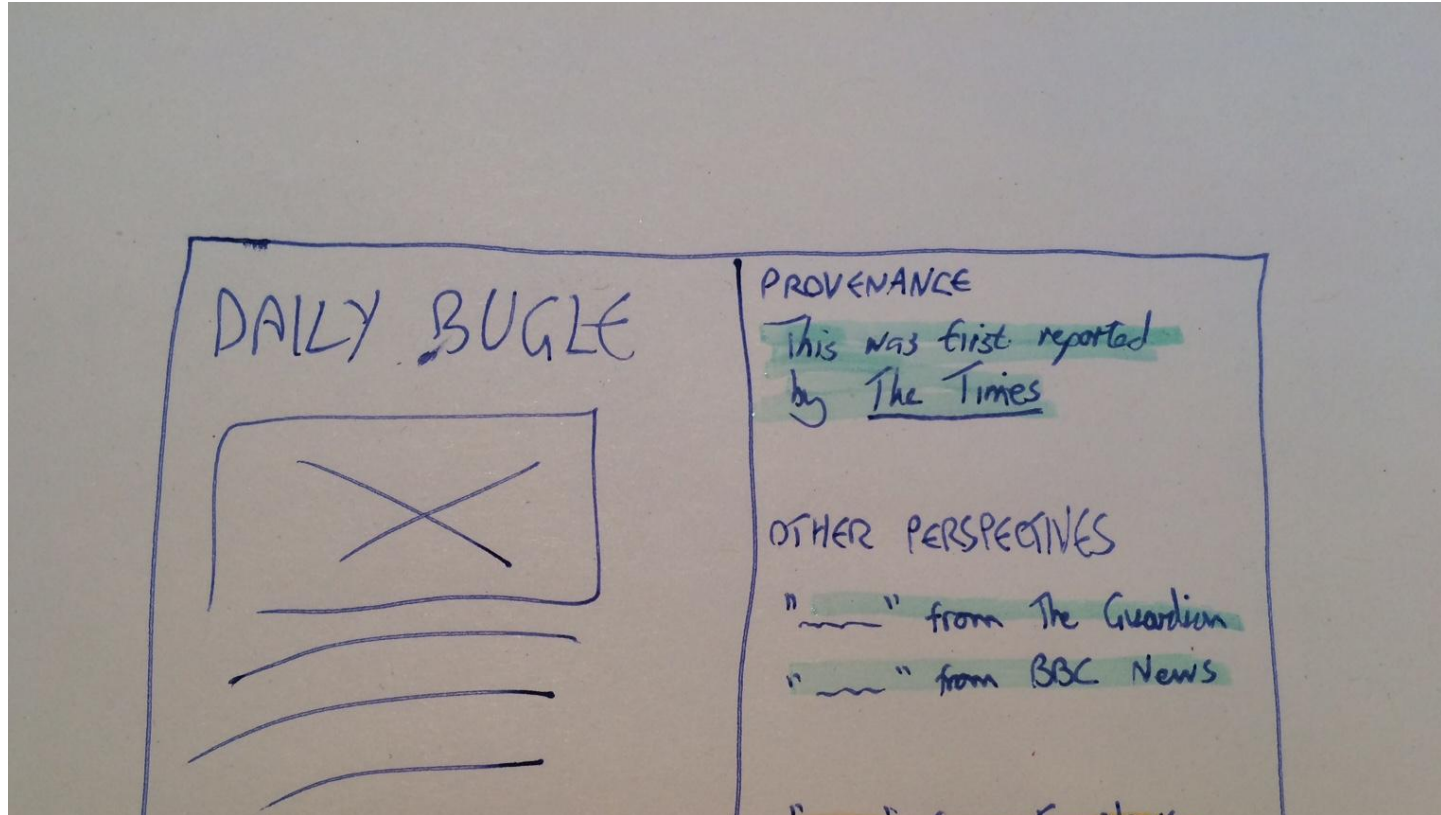 DAILY BUGLE
PROVENANCE
This was first reported
by The Times
OTHER PERSPECTIVES
" " from The Guardian
" " from BBC News
" "